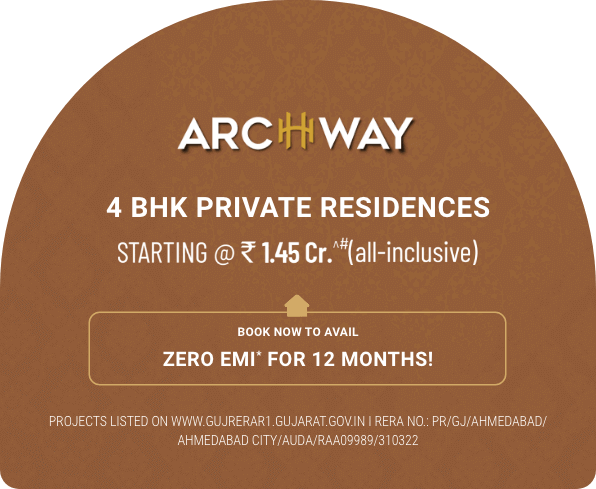 ARCHWAY
4 BHK PRIVATE RESIDENCES
STARTING @ ₹ 1.45 Cr.^#(all-inclusive)
BOOK NOW TO AVAIL
ZERO EMI* FOR 12 MONTHS!
PROJECTS LISTED ON WWW.GUJRERAR1.GUJARAT.GOV.IN I RERA NO.: PR/GJ/AHMEDABAD/
AHMEDABAD CITY/AUDA/RAA09989/310322